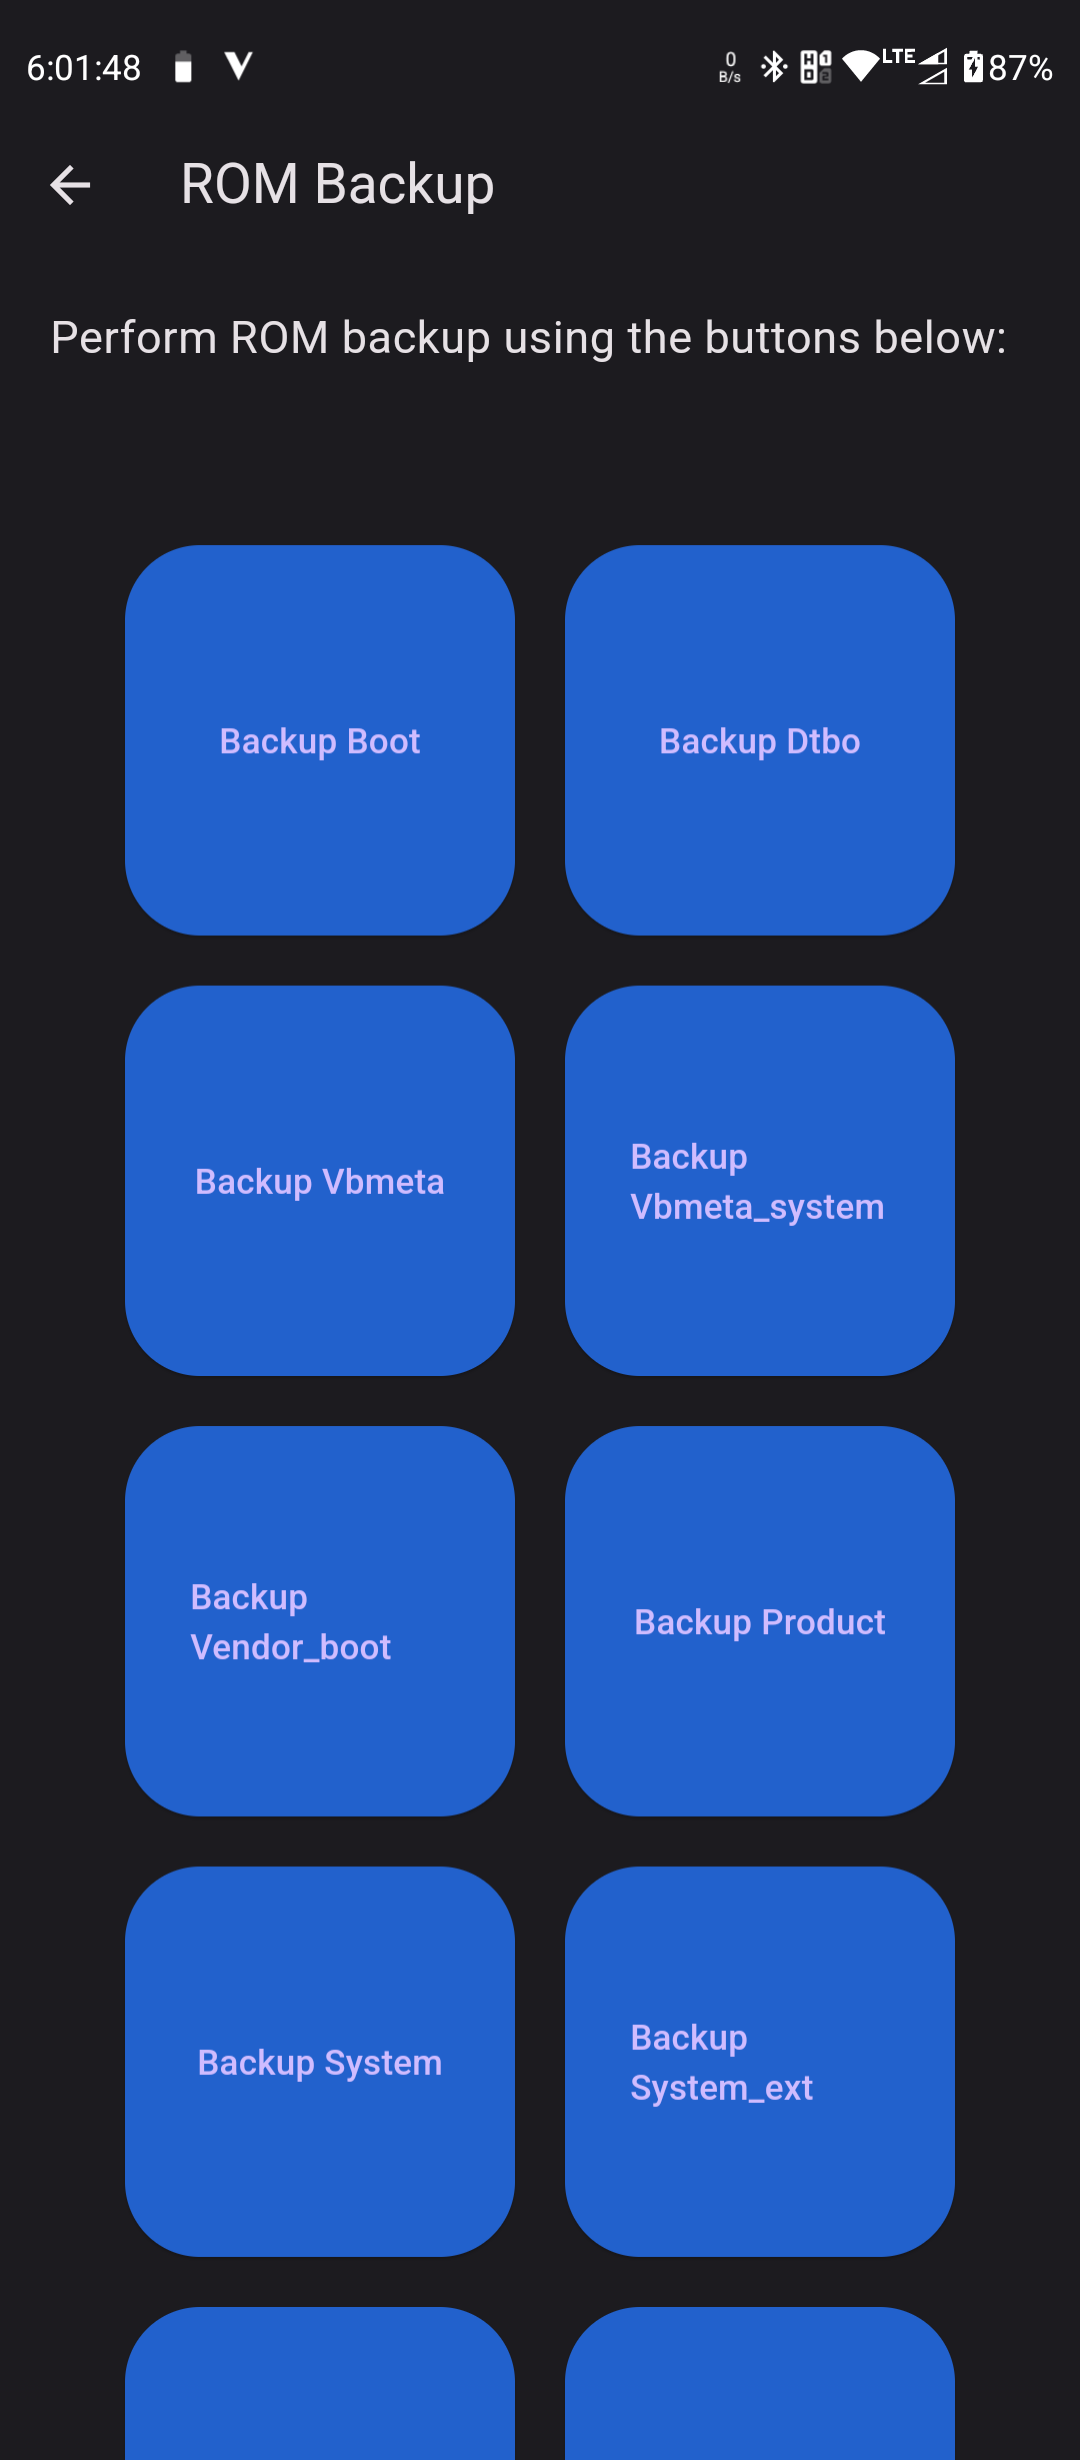 6:01:48
0
B/s
LTE
87%
ROM Backup
Perform ROM backup using the buttons below:
Backup Boot
Backup Dtbo
Backup Vbmeta
Backup
Vbmeta_system
Backup
Vendor_boot
Backup Product
Backup System
Backup
System_ext